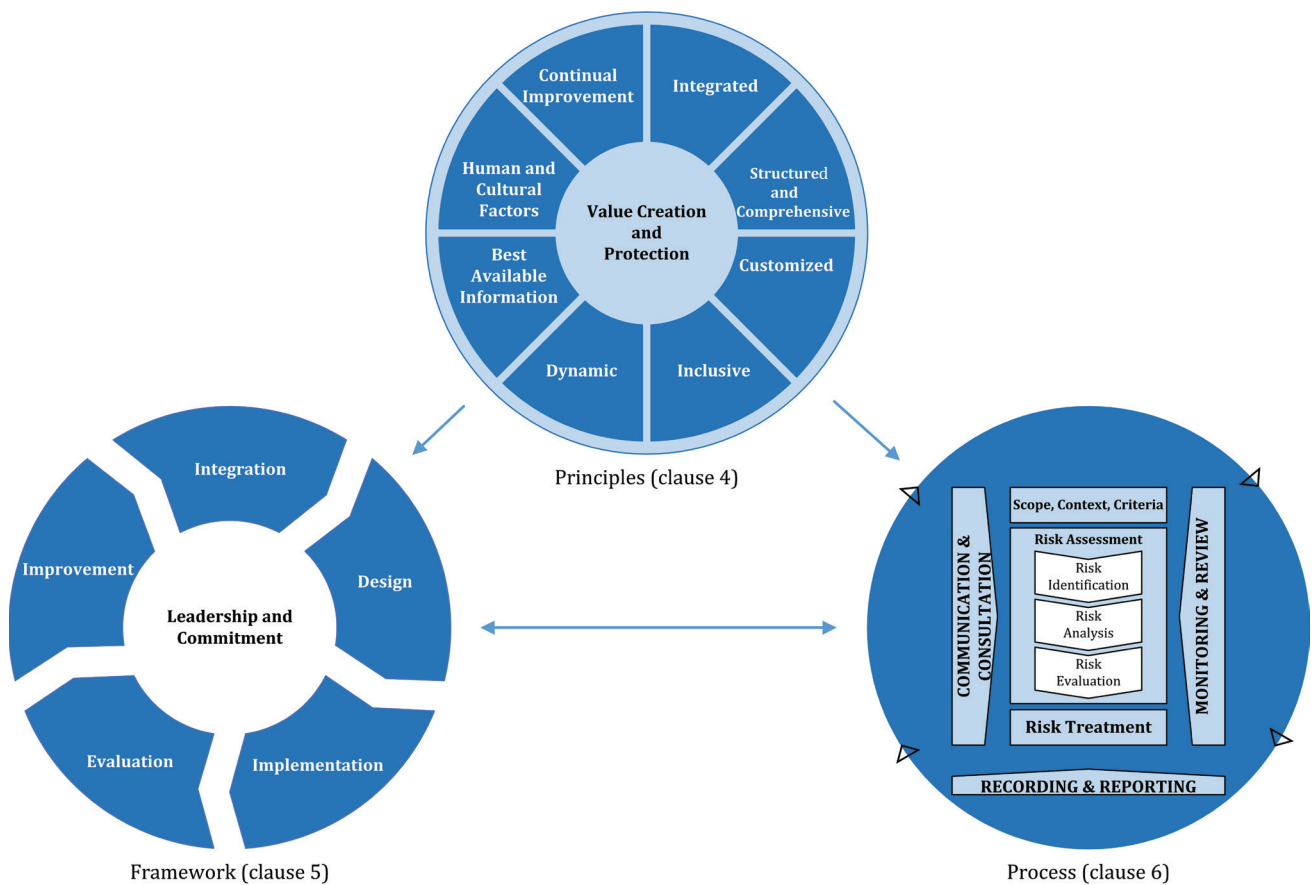 Continual
Improvement
Integrated
Human and
Cultural
Factors
Structured
and
Comprehensive
Value Creation
and
Protection
Best
Available
Information
Customized
Dynamic
Inclusive
Principles (clause 4)
Integration
Improvement
Design
Leadership and
Commitment
Evaluation
Implementation
Framework (clause 5)
COMMUNICATION &
CONSULTATION
Scope, Context, Criteria
Risk Assessment
Risk
Identification
Risk
Analysis
Risk
Evaluation
Risk Treatment
MONITORING & REVIEW
RECORDING & REPORTING
Process (clause 6)